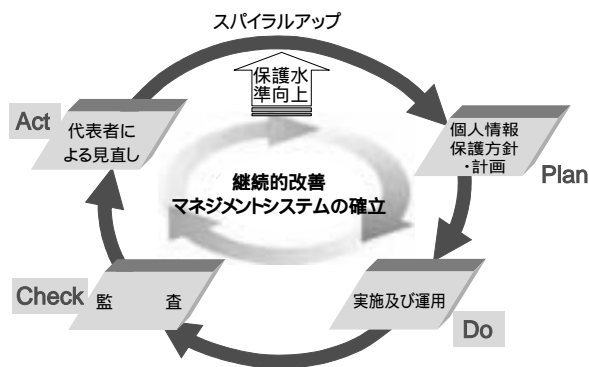 スパイラルアップ
保護水
準向上
Act
代表者に
よる見直し
個人情報
保護方針
・計画
Plan
継続的改善
マネジメントシステムの確立
Check
監　査
実施及び運用
Do